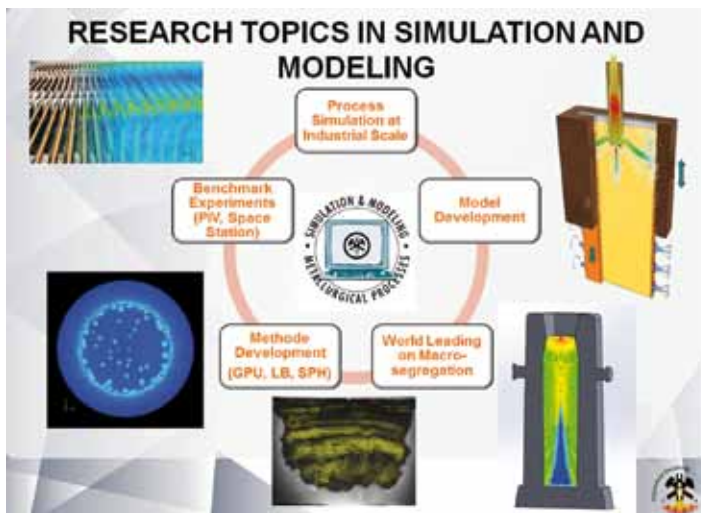 RESEARCH TOPICS IN SIMULATION AND
MODELING
Process
Simulation at
Industrial Scale
Benchmark
Experiments
(PIV, Space
Station)
SIMULATION & MODELING
METALLURGICAL PROCESSES
Model
Development
Methode
Development
(GPU, LB, SPH)
World Leading
on Macro-
segregation